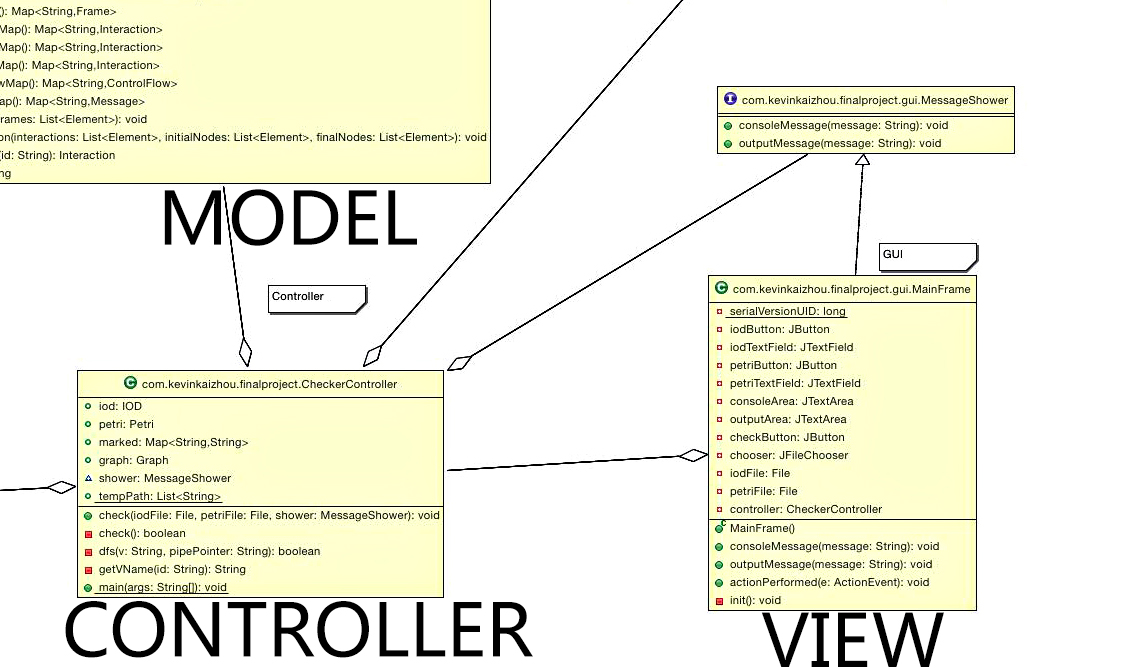 ): Map<String,Frame>
Map(): Map<String,Interaction>
Map(): Map<String,Interaction>
Map(): Map<String,Interaction>
wMap(): Map<String,ControlFlow>
ap(): Map<String,Message>
rames: List<Element>): void
on(interactions: List<Element>, initialNodes: List<Element>, finalNodes: List<Element>): void
(id: String): Interaction
ng
MODEL
com.kevinkaizhou.finalproject.gui.MessageShower
consoleMessage(message: String): void
outputMessage(message: String): void
Controller
GUI
com.kevinkaizhou.finalproject.CheckerController
iod: IOD
petri: Petri
marked: Map<String,String>
graph: Graph
shower: MessageShower
tempPath: List<String>
check(iodFile: File, petriFile: File, shower: MessageShower): void
check(): boolean
dfs(v: String, pipePointer: String): boolean
getVName(id: String): String
main(args: String[]): void
CONTROLLER
com.kevinkaizhou.finalproject.gui.MainFrame
serialVersionUID: long
iodButton: JButton
iodTextField: JTextField
petriButton: JButton
petriTextField: JTextField
consoleArea: JTextArea
outputArea: JTextArea
checkButton: JButton
chooser: JFileChooser
iodFile: File
petriFile: File
controller: CheckerController
MainFrame()
consoleMessage(message: String): void
outputMessage(message: String): void
actionPerformed(e: ActionEvent): void
init(): void
VIEW